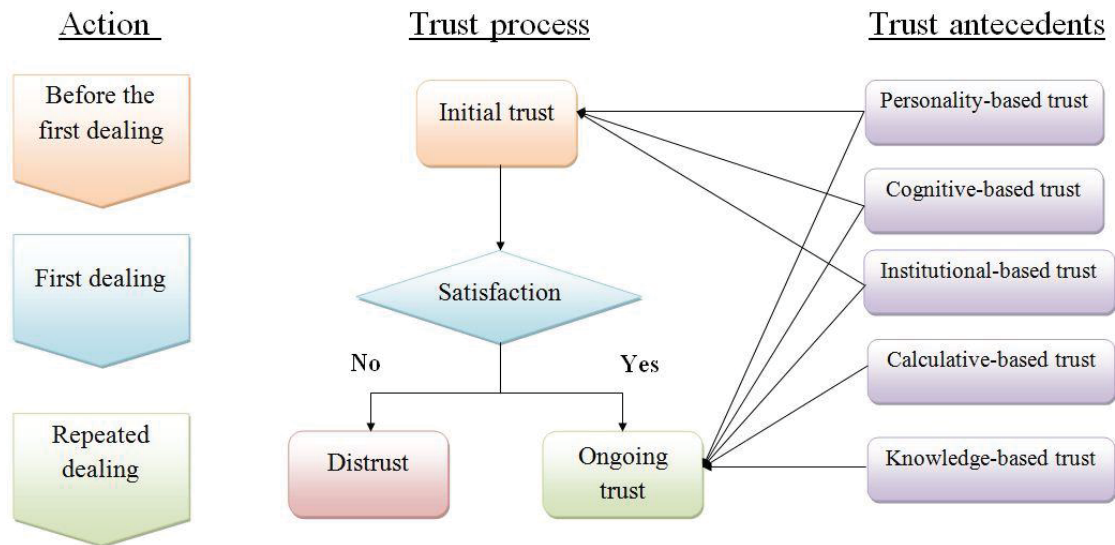 Action
Trust process
Trust antecedents
Before the
first dealing
Initial trust
Personality-based trust
Cognitive-based trust
First dealing
Satisfaction
Institutional-based trust
No
Yes
Calculative-based trust
Repeated
dealing
Distrust
Ongoing
trust
Knowledge-based trust